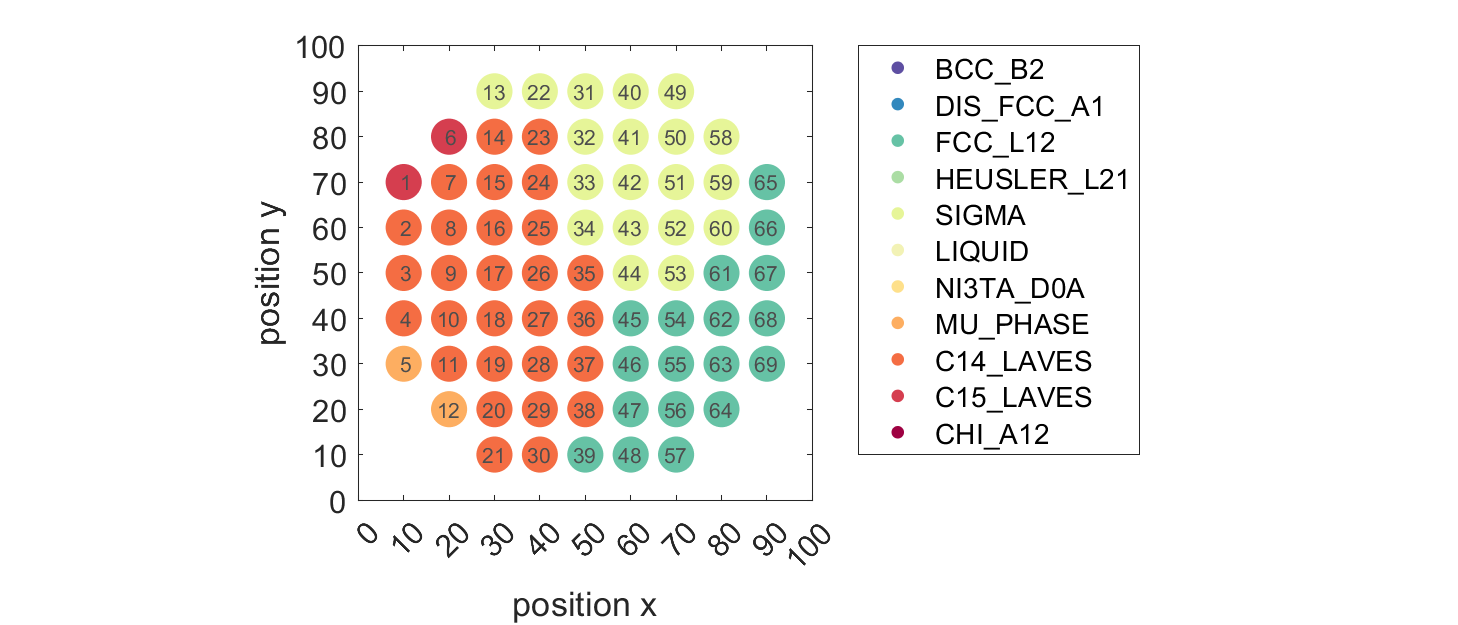 100
90
80
70
60
50
40
30
20
10
0
position y
13 22 31 40 49
6 14 23 32 41 50 58
1 7 15 24 33 42 51 59 65
2 8 16 25 34 43 52 60 66
3 9 17 26 35 44 53 61 67
4 10 18 27 36 45 54 62 68
5 11 19 28 37 46 55 63 69
12 20 29 38 47 56 64
21 30 39 48 57
0 10 20 30 40 50 60 70 80 90 100
position x
BCC_B2
DIS_FCC_A1
FCC_L12
HEUSLER_L21
SIGMA
LIQUID
NI3TA_D0A
MU_PHASE
C14_LAVES
C15_LAVES
CHI_A12